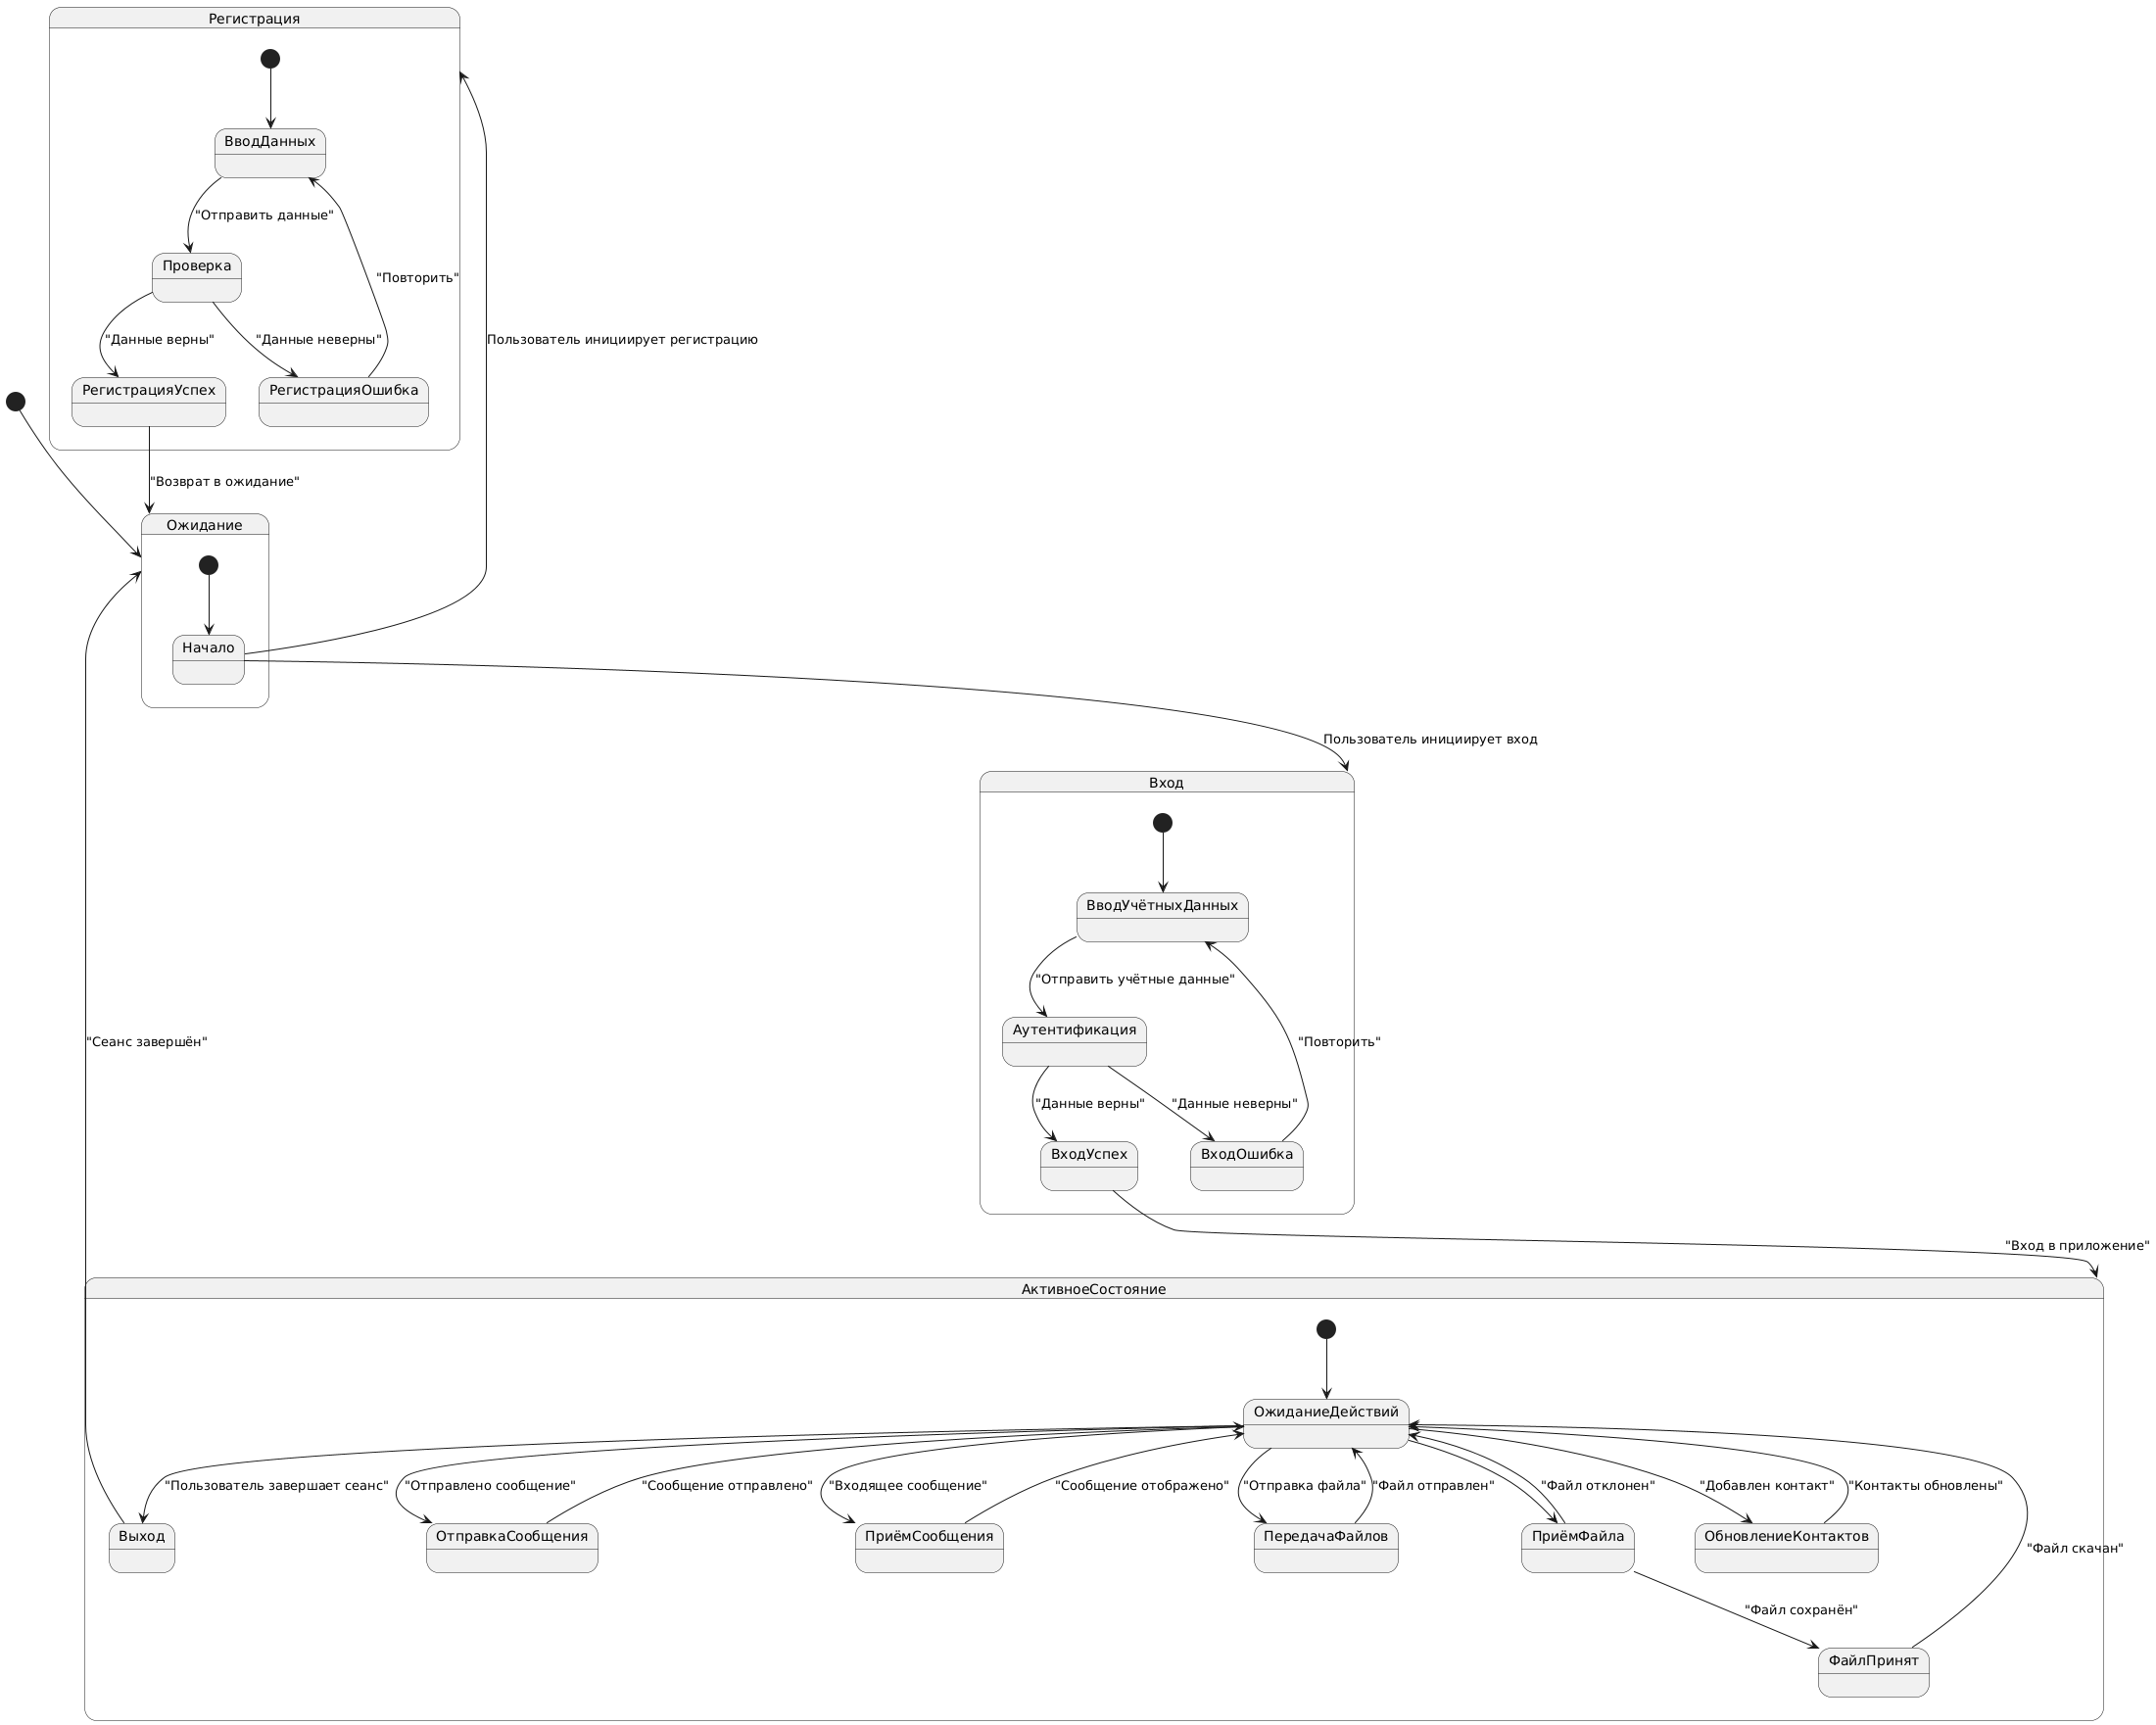 Регистрация
ВводДанных
"Отправить данные"
Проверка
"Повторить"
"Данные верны"
"Данные неверны"
Пользователь инициирует регистрацию
РегистрацияУспех
РегистрацияОшибка
"Возврат в ожидание"
Ожидание
Начало
Пользователь инициирует вход
Вход
ВводУчётныхДанных
"Отправить учётные данные"
Аутентификация
"Сеанс завершён"
"Повторить"
"Данные верны"
"Данные неверны"
ВходУспех
ВходОшибка
"Вход в приложение"
АктивноеСостояние
ОжиданиеДействий
"Пользователь завершает сеанс"
"Отправлено сообщение"
"Сообщение отправлено"
"Входящее сообщение"
"Сообщение отображено"
"Отправка файла"
"Файл отправлен"
"Файл отклонен"
"Добавлен контакт"
"Контакты обновлены"
Выход
ОтправкаСообщения
ПриёмСообщения
ПередачаФайлов
ПриёмФайла
ОбновлениеКонтактов
"Файл скачан"
"Файл сохранён"
ФайлПринят